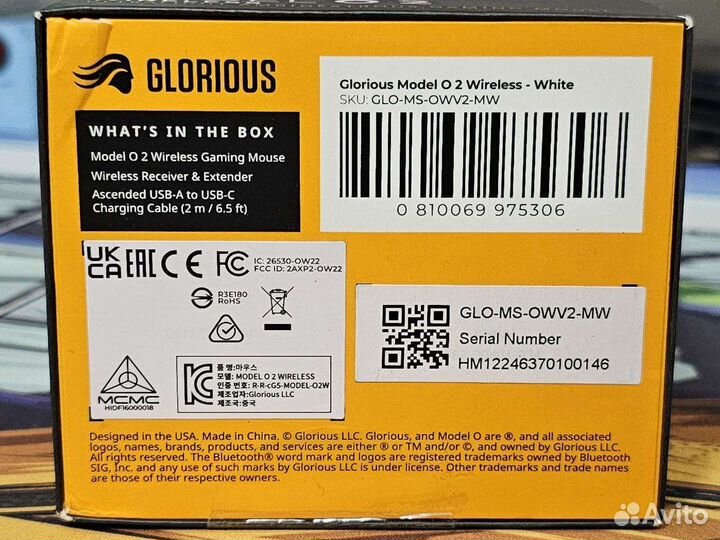 GLORIOUS
WHAT'S IN THE BOX
Model O 2 Wireless Gaming Mouse
Wireless Receiver & Extender
Ascended USB-A to USB-C
Charging Cable (2 m / 6.5 ft)
Glorious Model O 2 Wireless - White
SKU: GLO-MS-OWV2-MW
0 810069 975306
UK
CA
EAC
CE
FC
IC: 26S30-OW22
FCC ID: 2AXP2-OW22
R3E180
RoHS
MCMC
HIDF16000018
KC
품 명:마우스
모델: MODEL O 2 WIRELESS
인증 번호: R-R-cGS-MODEL-O2W
제조업자:Glorious LLC
제조국:중국
GLO-MS-OWV2-MW
Serial Number
HM12246370100146
Designed in the USA. Made in China. © Glorious LLC. Glorious, and Model O are ®, and all associated
logos, names, brands, products, and services are either ® or TM and/or ©, and belong to Glorious LLC.
All rights reserved. The Bluetooth® word mark and logos are registered trademarks owned by Bluetooth
SIG, Inc. and any use of such marks by Glorious LLC is under license. Other trademarks and trade names
are those of their respective owners.
Avito